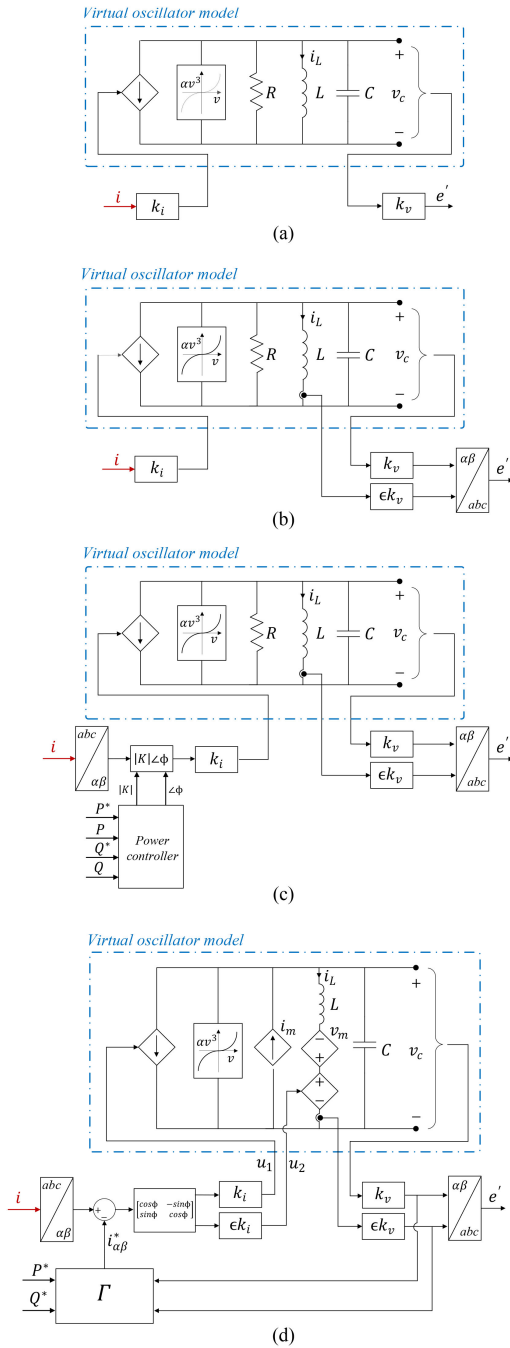 Virtual oscillator model
αv³
v
R
i_L
L
C
+
v_c
−
i
k_i
k_v
e′
(a)
Virtual oscillator model
αv³
v
R
i_L
L
C
+
v_c
−
i
k_i
k_v
ϵk_v
αβ
abc
e′
(b)
Virtual oscillator model
αv³
v
R
i_L
L
C
+
v_c
−
i
abc
αβ
|K|∠ϕ
k_i
k_v
ϵk_v
αβ
abc
e′
|K|
∠ϕ
P*
P
Q*
Q
Power
controller
(c)
Virtual oscillator model
αv³
v
i_m
i_L
L
v_m
−
+
+
−
C
+
v_c
−
u₁
u₂
i
abc
αβ
+
−
[cosϕ −sinϕ]
[sinϕ cosϕ]
k_i
ϵk_i
k_v
ϵk_v
αβ
abc
e′
i*_αβ
P*
Q*
Γ
(d)